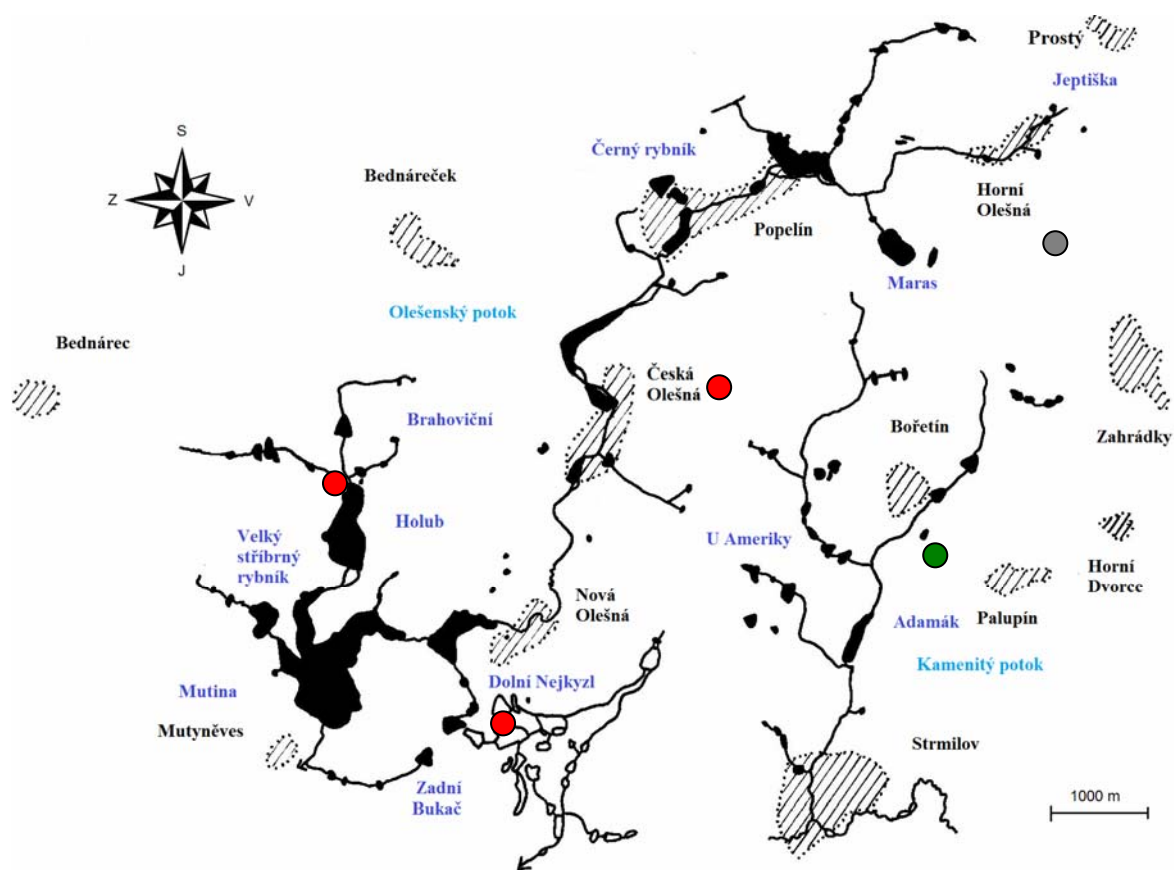 Prostý
Jeptiška
S
Z
V
J
Černý rybník
Bednáreček
Horní
Olešná
Popelín
Maras
Olešenský potok
Bednárec
Česká
Olešná
Brahoviční
Bořetín
Zahrádky
Holub
Velký
stříbrný
rybník
U Ameriky
Horní
Dvorce
Nová
Olešná
Adamák
Palupín
Kamenitý potok
Dolní Nejkyzl
Mutina
Mutyněves
Strmilov
Zadní
Bukač
1000 m